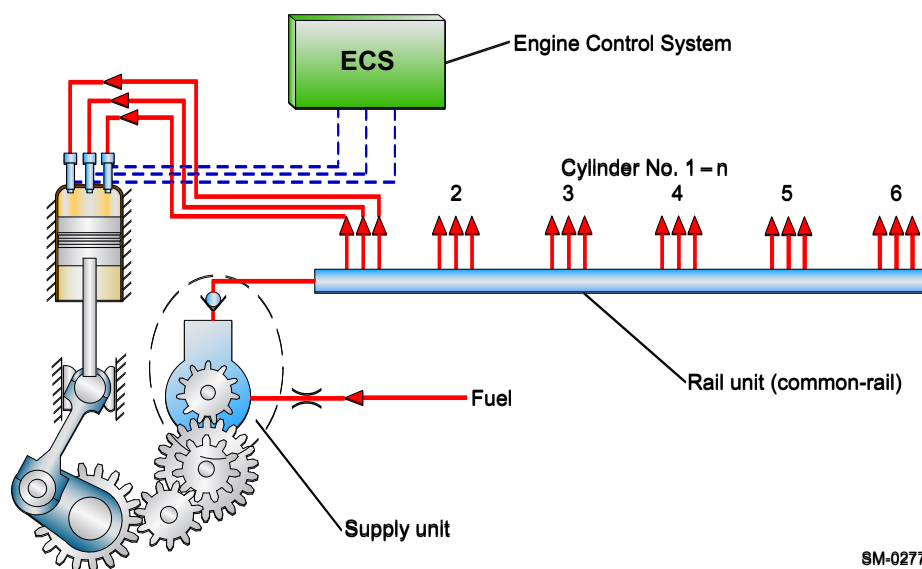 ECS
Engine Control System
Cylinder No. 1 – n
2 3 4 5 6
Rail unit (common-rail)
Fuel
Supply unit
SM-0277